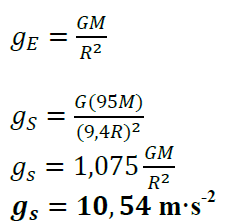 g_E = GM/R²
g_S = G(95M)/(9,4R)²
g_s = 1,075 GM/R²
g_s = 10,54 m·s⁻²